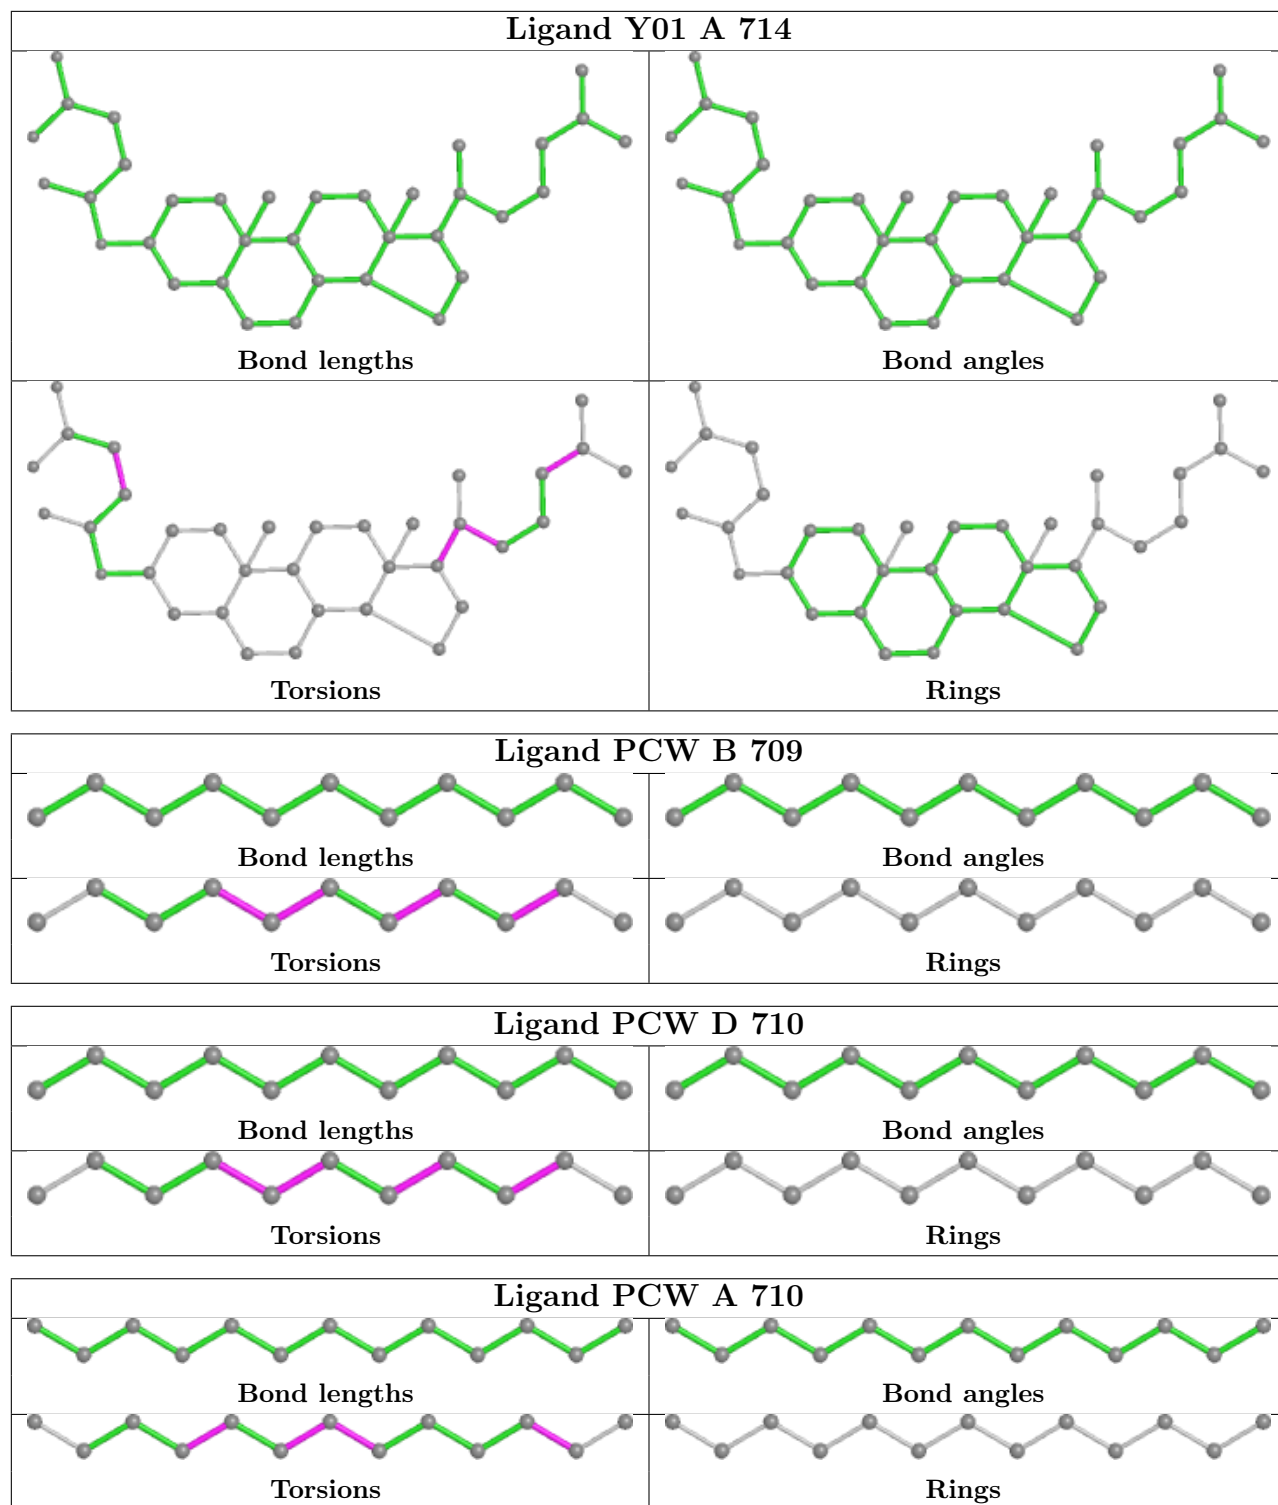 Ligand Y01 A 714
Bond lengths
Bond angles
Torsions
Rings
Ligand PCW B 709
Bond lengths
Bond angles
Torsions
Rings
Ligand PCW D 710
Bond lengths
Bond angles
Torsions
Rings
Ligand PCW A 710
Bond lengths
Bond angles
Torsions
Rings